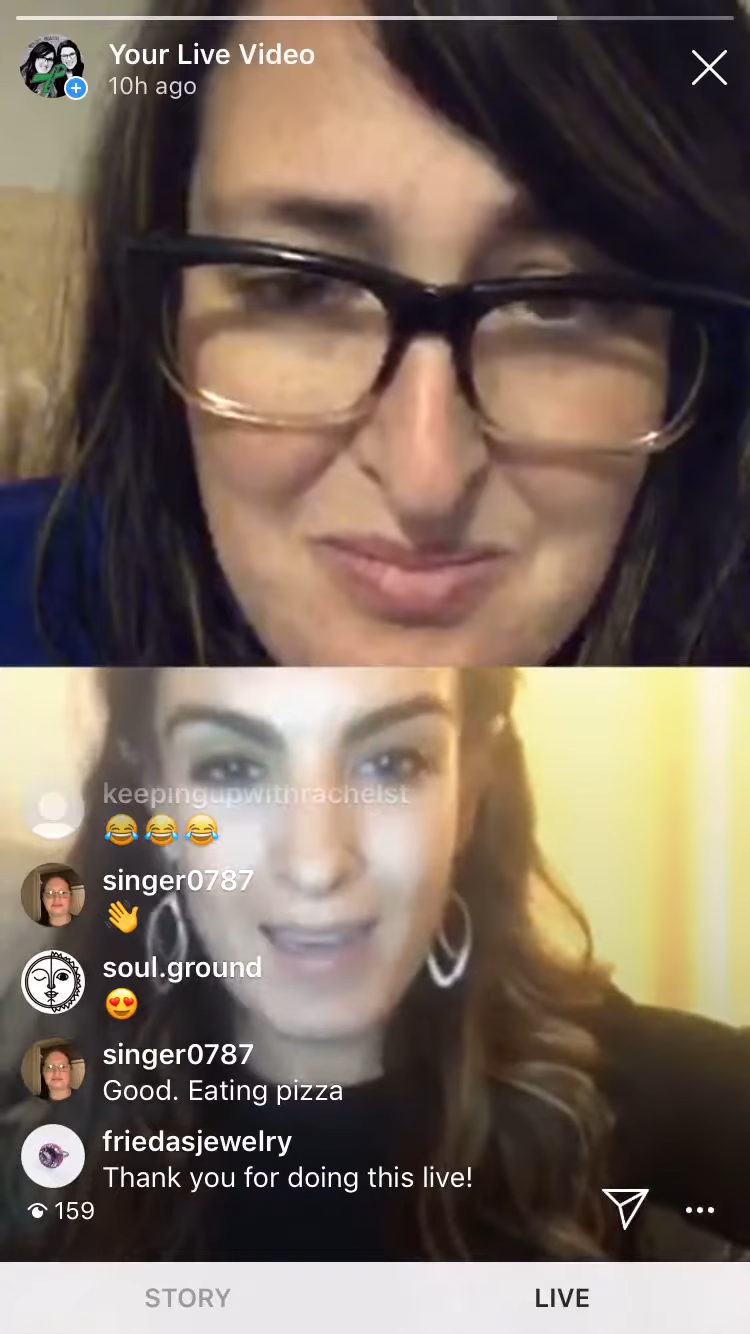 Your Live Video
10h ago
keepingupwithrachelst
😂😂😂
singer0787
👋
soul.ground
😍
singer0787
Good. Eating pizza
friedasjewelry
Thank you for doing this live!
159
STORY
LIVE